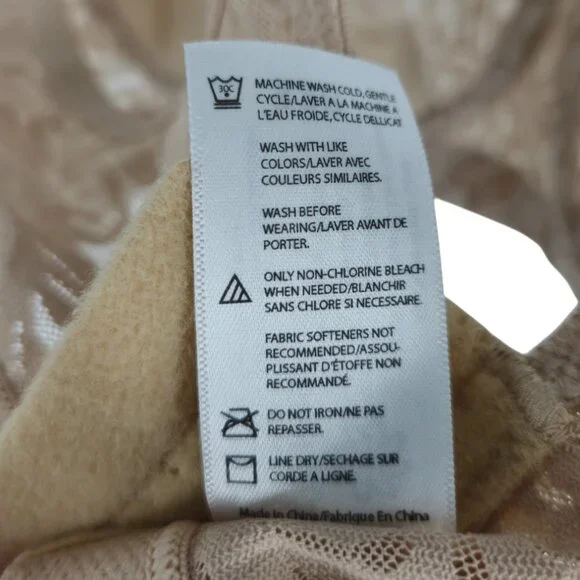 30C
MACHINE WASH COLD, GENTLE
CYCLE/LAVER A LA MACHINE A
L'EAU FROIDE, CYCLE DELLICAT
WASH WITH LIKE
COLORS/LAVER AVEC
COULEURS SIMILAIRES.
WASH BEFORE
WEARING/LAVER AVANT DE
PORTER.
ONLY NON-CHLORINE BLEACH
WHEN NEEDED/BLANCHIR
SANS CHLORE SI NECESSAIRE.
FABRIC SOFTENERS NOT
RECOMMENDED/ASSOU-
PLISSANT D'ÉTOFFE NON
RECOMMANDÉ.
DO NOT IRON/NE PAS
REPASSER.
LINE DRY/SECHAGE SUR
CORDE A LIGNE.
Made in China/Fabrique En China